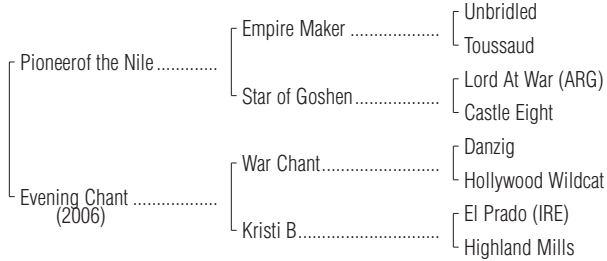 Unbridled
Empire Maker ..................
Toussaud
Pioneerof the Nile ............
Lord At War (ARG)
Star of Goshen.................
Castle Eight
Danzig
War Chant........................
Hollywood Wildcat
Evening Chant .................
(2006)
El Prado (IRE)
Kristi B.............................
Highland Mills